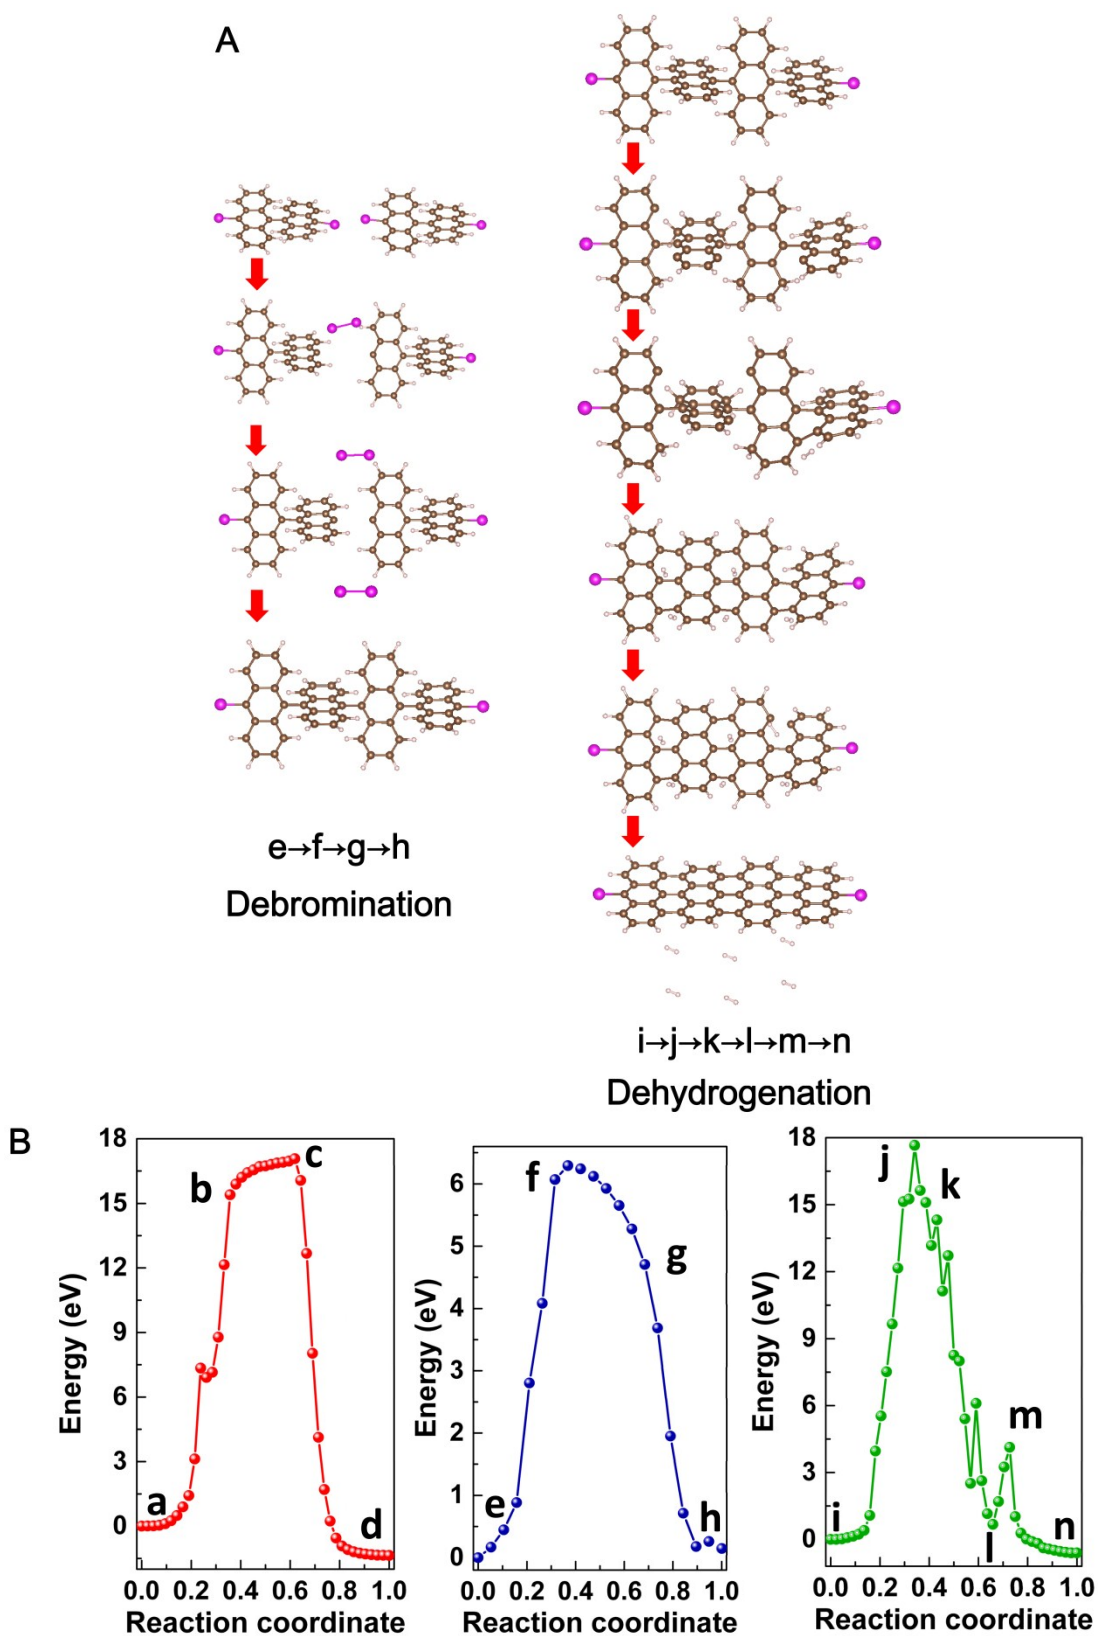 A
e→f→g→h
Debromination
i→j→k→l→m→n
Dehydrogenation
B
18
15
12
9
6
3
0
Energy (eV)
a
b
c
d
0.0 0.2 0.4 0.6 0.8 1.0
Reaction coordinate
6
5
4
3
2
1
0
Energy (eV)
e
f
g
h
0.0 0.2 0.4 0.6 0.8 1.0
Reaction coordinate
18
15
12
9
6
3
0
Energy (eV)
i
j
k
l
m
n
0.0 0.2 0.4 0.6 0.8 1.0
Reaction coordinate